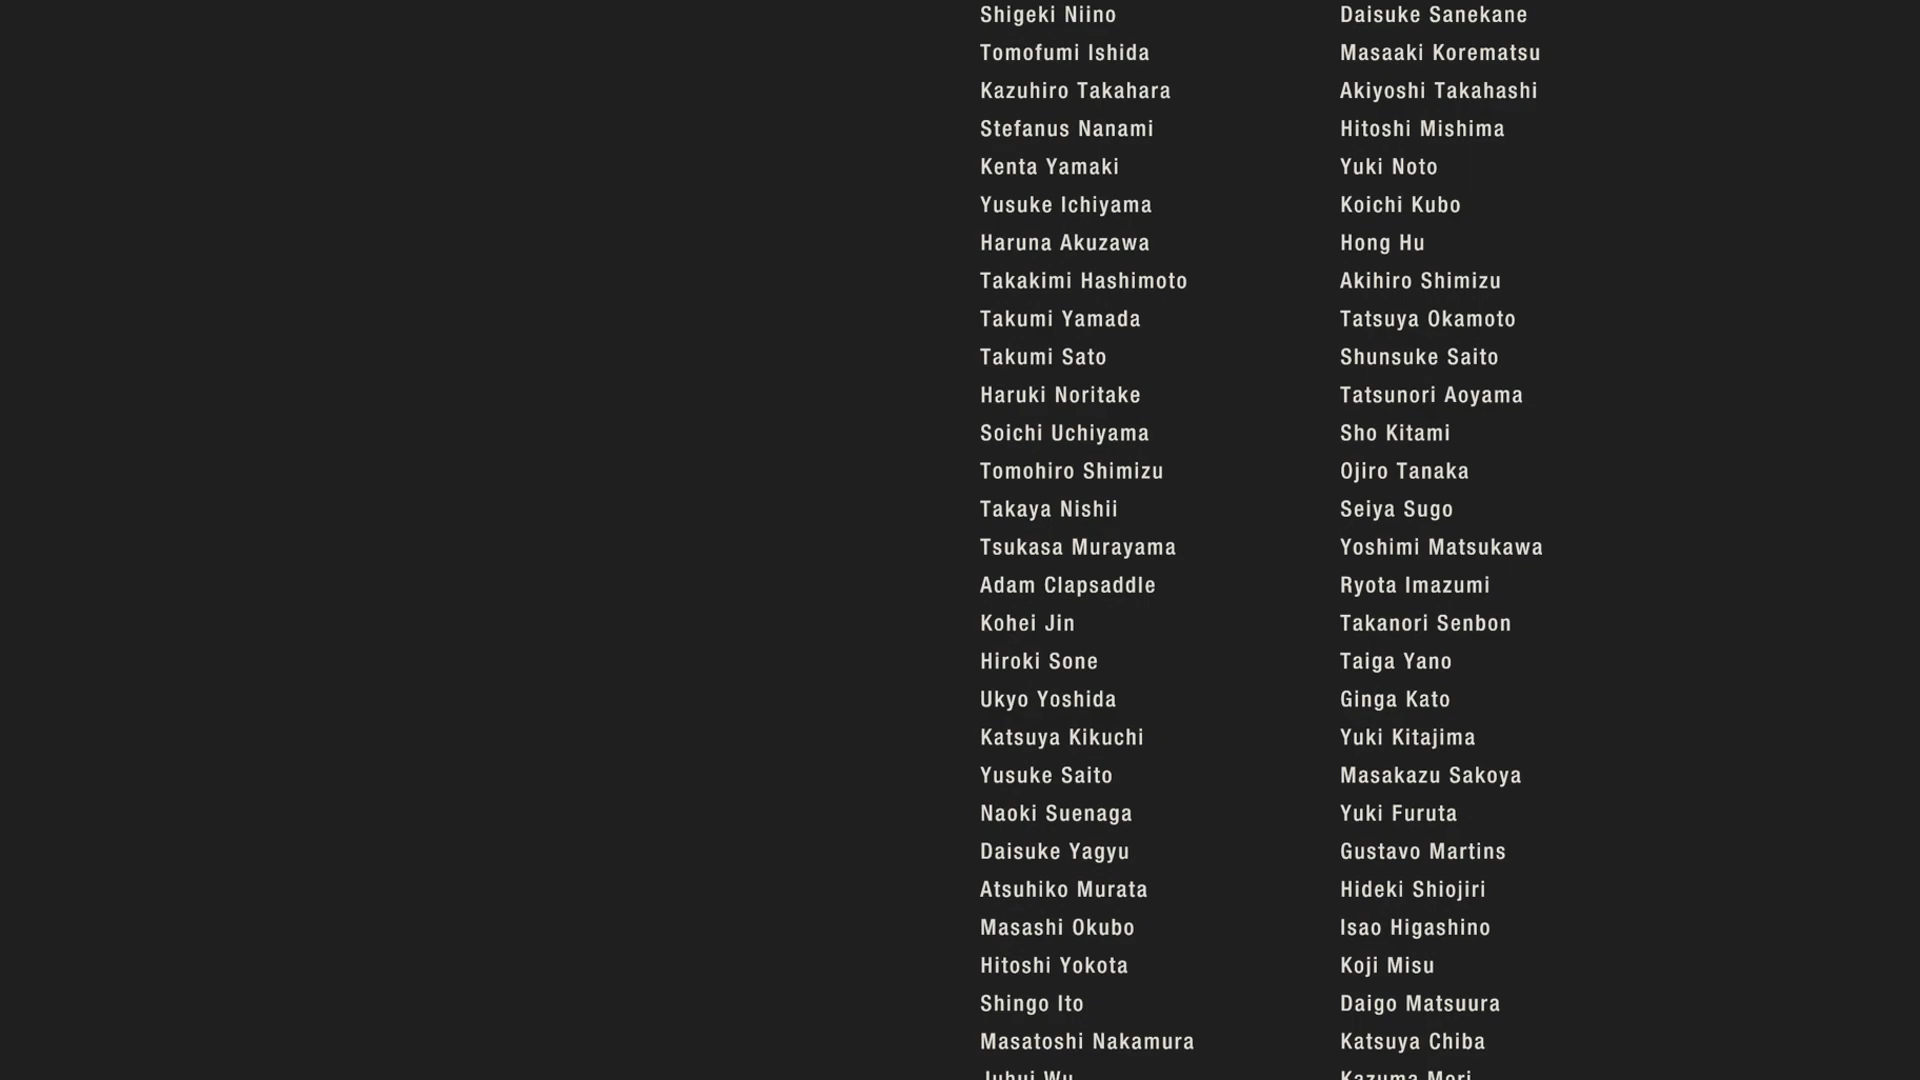 Shigeki Niino
Tomofumi Ishida
Kazuhiro Takahara
Stefanus Nanami
Kenta Yamaki
Yusuke Ichiyama
Haruna Akuzawa
Takakimi Hashimoto
Takumi Yamada
Takumi Sato
Haruki Noritake
Soichi Uchiyama
Tomohiro Shimizu
Takaya Nishii
Tsukasa Murayama
Adam Clapsaddle
Kohei Jin
Hiroki Sone
Ukyo Yoshida
Katsuya Kikuchi
Yusuke Saito
Naoki Suenaga
Daisuke Yagyu
Atsuhiko Murata
Masashi Okubo
Hitoshi Yokota
Shingo Ito
Masatoshi Nakamura
Daisuke Sanekane
Masaaki Korematsu
Akiyoshi Takahashi
Hitoshi Mishima
Yuki Noto
Koichi Kubo
Hong Hu
Akihiro Shimizu
Tatsuya Okamoto
Shunsuke Saito
Tatsunori Aoyama
Sho Kitami
Ojiro Tanaka
Seiya Sugo
Yoshimi Matsukawa
Ryota Imazumi
Takanori Senbon
Taiga Yano
Ginga Kato
Yuki Kitajima
Masakazu Sakoya
Yuki Furuta
Gustavo Martins
Hideki Shiojiri
Isao Higashino
Koji Misu
Daigo Matsuura
Katsuya Chiba
Kazuma Mori